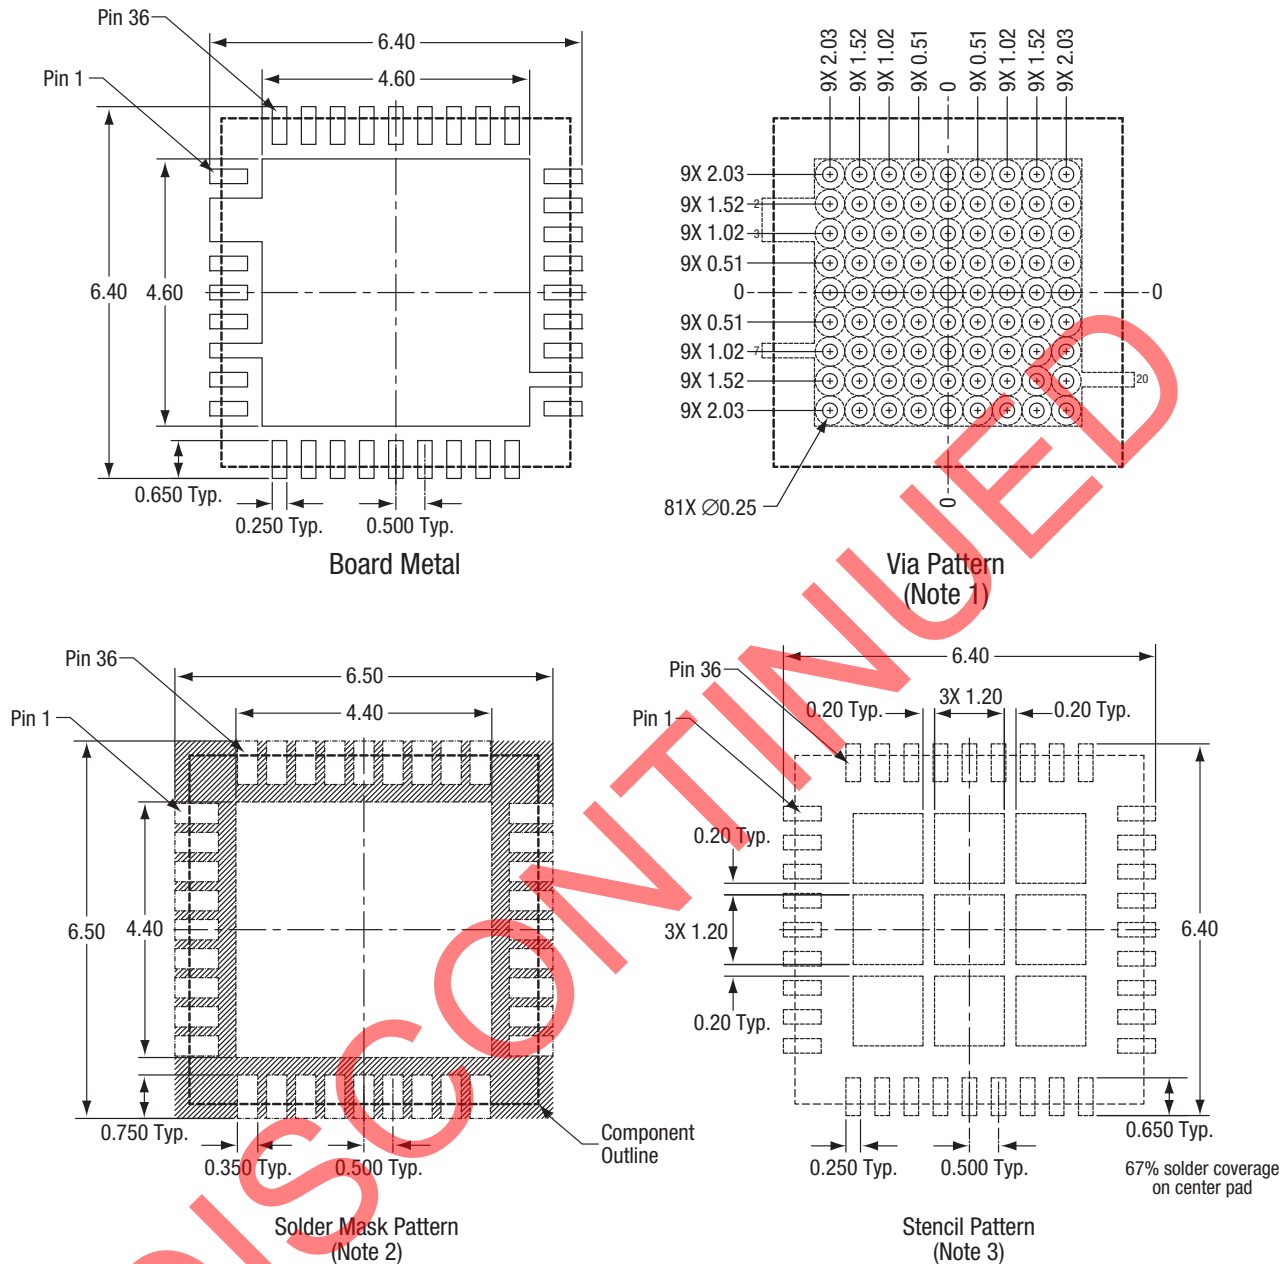 Pin 36
6.40
Pin 1
4.60
6.40
4.60
0.650 Typ.
0.250 Typ.
0.500 Typ.
Board Metal
9X 2.03
9X 1.52
9X 1.02
9X 0.51
0
9X 0.51
9X 1.02
9X 1.52
9X 2.03
9X 2.03
9X 1.52
2
9X 1.02
3
9X 0.51
0
0
9X 0.51
9X 1.02
7
9X 1.52
20
9X 2.03
0
81X Ø0.25
Via Pattern
(Note 1)
Pin 36
6.50
Pin 1
4.40
6.50
4.40
0.750 Typ.
0.350 Typ.
0.500 Typ.
Component
Outline
Solder Mask Pattern
(Note 2)
6.40
Pin 36
3X 1.20
Pin 1
0.20 Typ.
0.20 Typ.
0.20 Typ.
3X 1.20
6.40
0.20 Typ.
0.650 Typ.
0.250 Typ.
0.500 Typ.
67% solder coverage
on center pad
Stencil Pattern
(Note 3)
DISCONTINUED